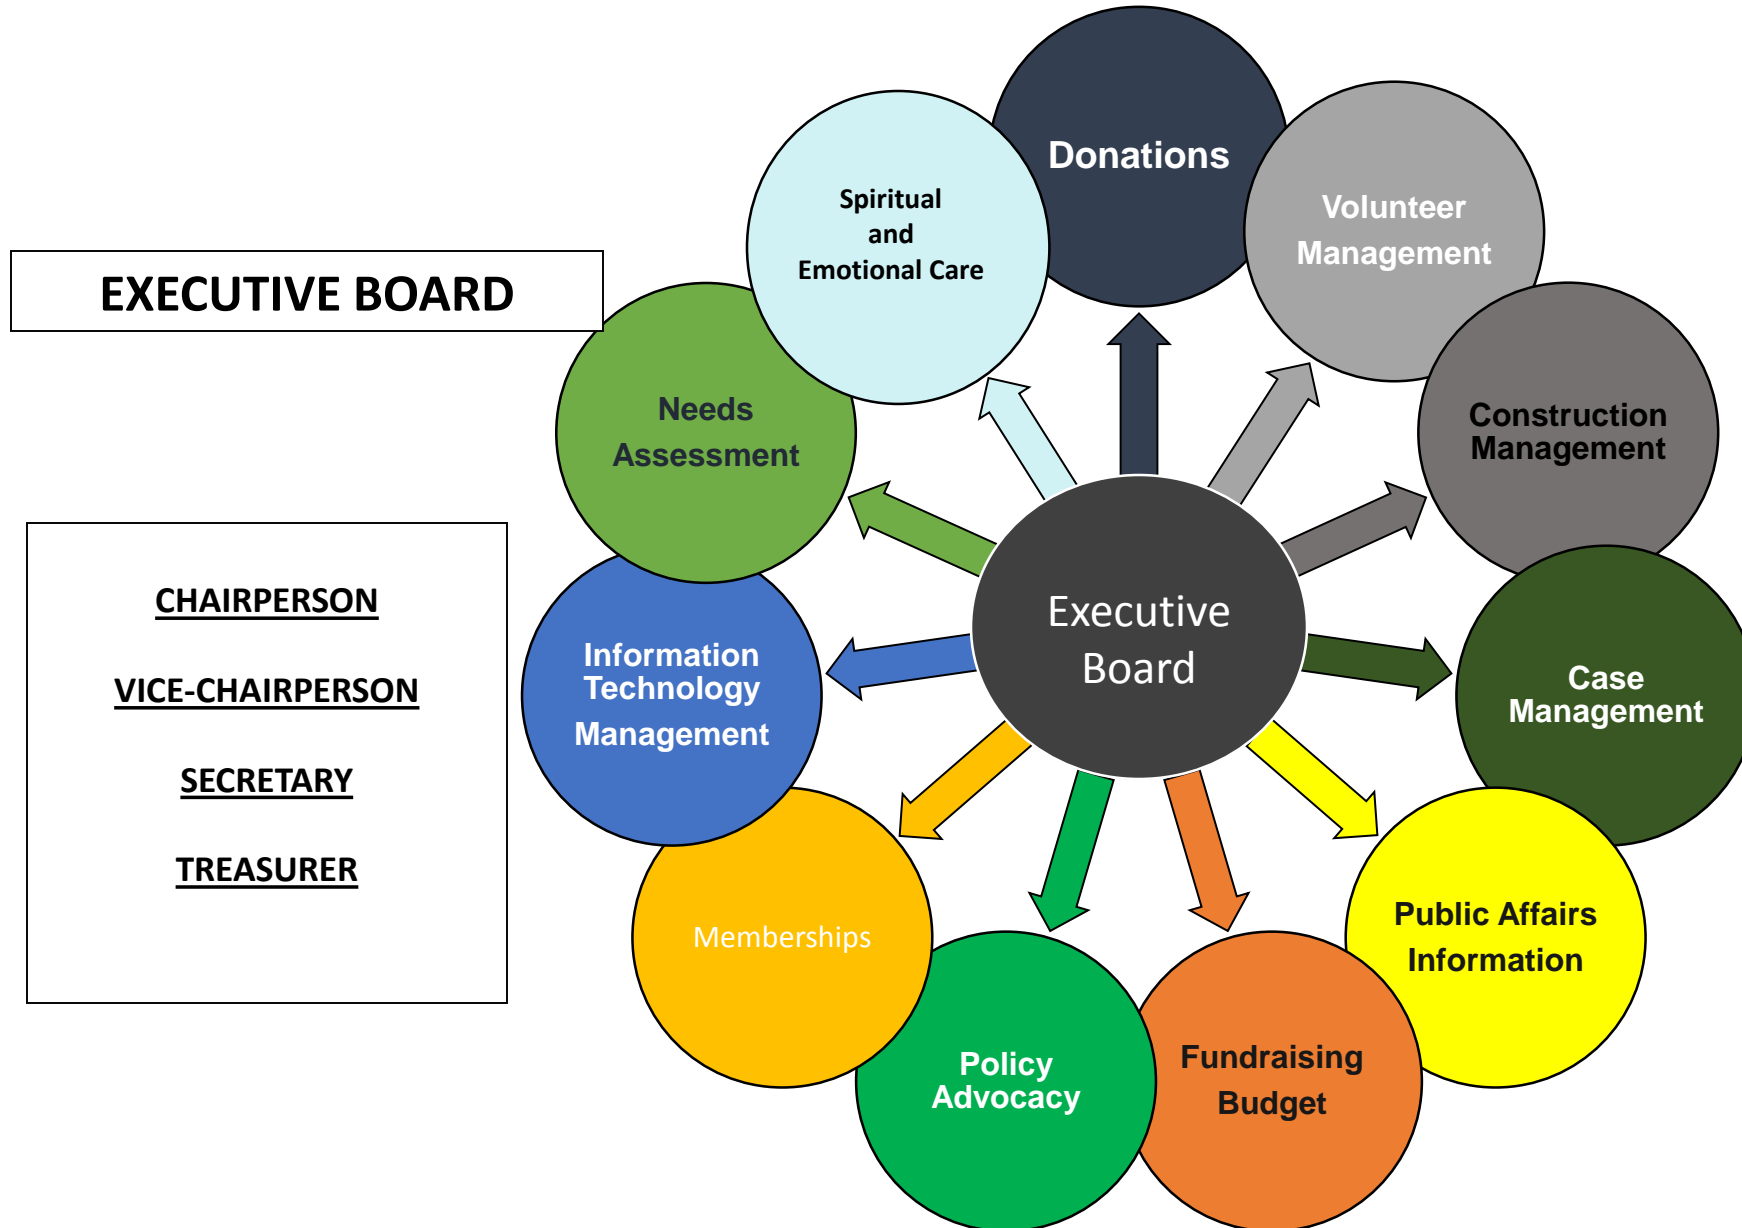 EXECUTIVE BOARD
CHAIRPERSON
VICE-CHAIRPERSON
SECRETARY
TREASURER
Executive
Board
Donations
Volunteer
Management
Construction
Management
Case
Management
Public Affairs
Information
Fundraising
Budget
Policy
Advocacy
Memberships
Information
Technology
Management
Needs
Assessment
Spiritual
and
Emotional Care